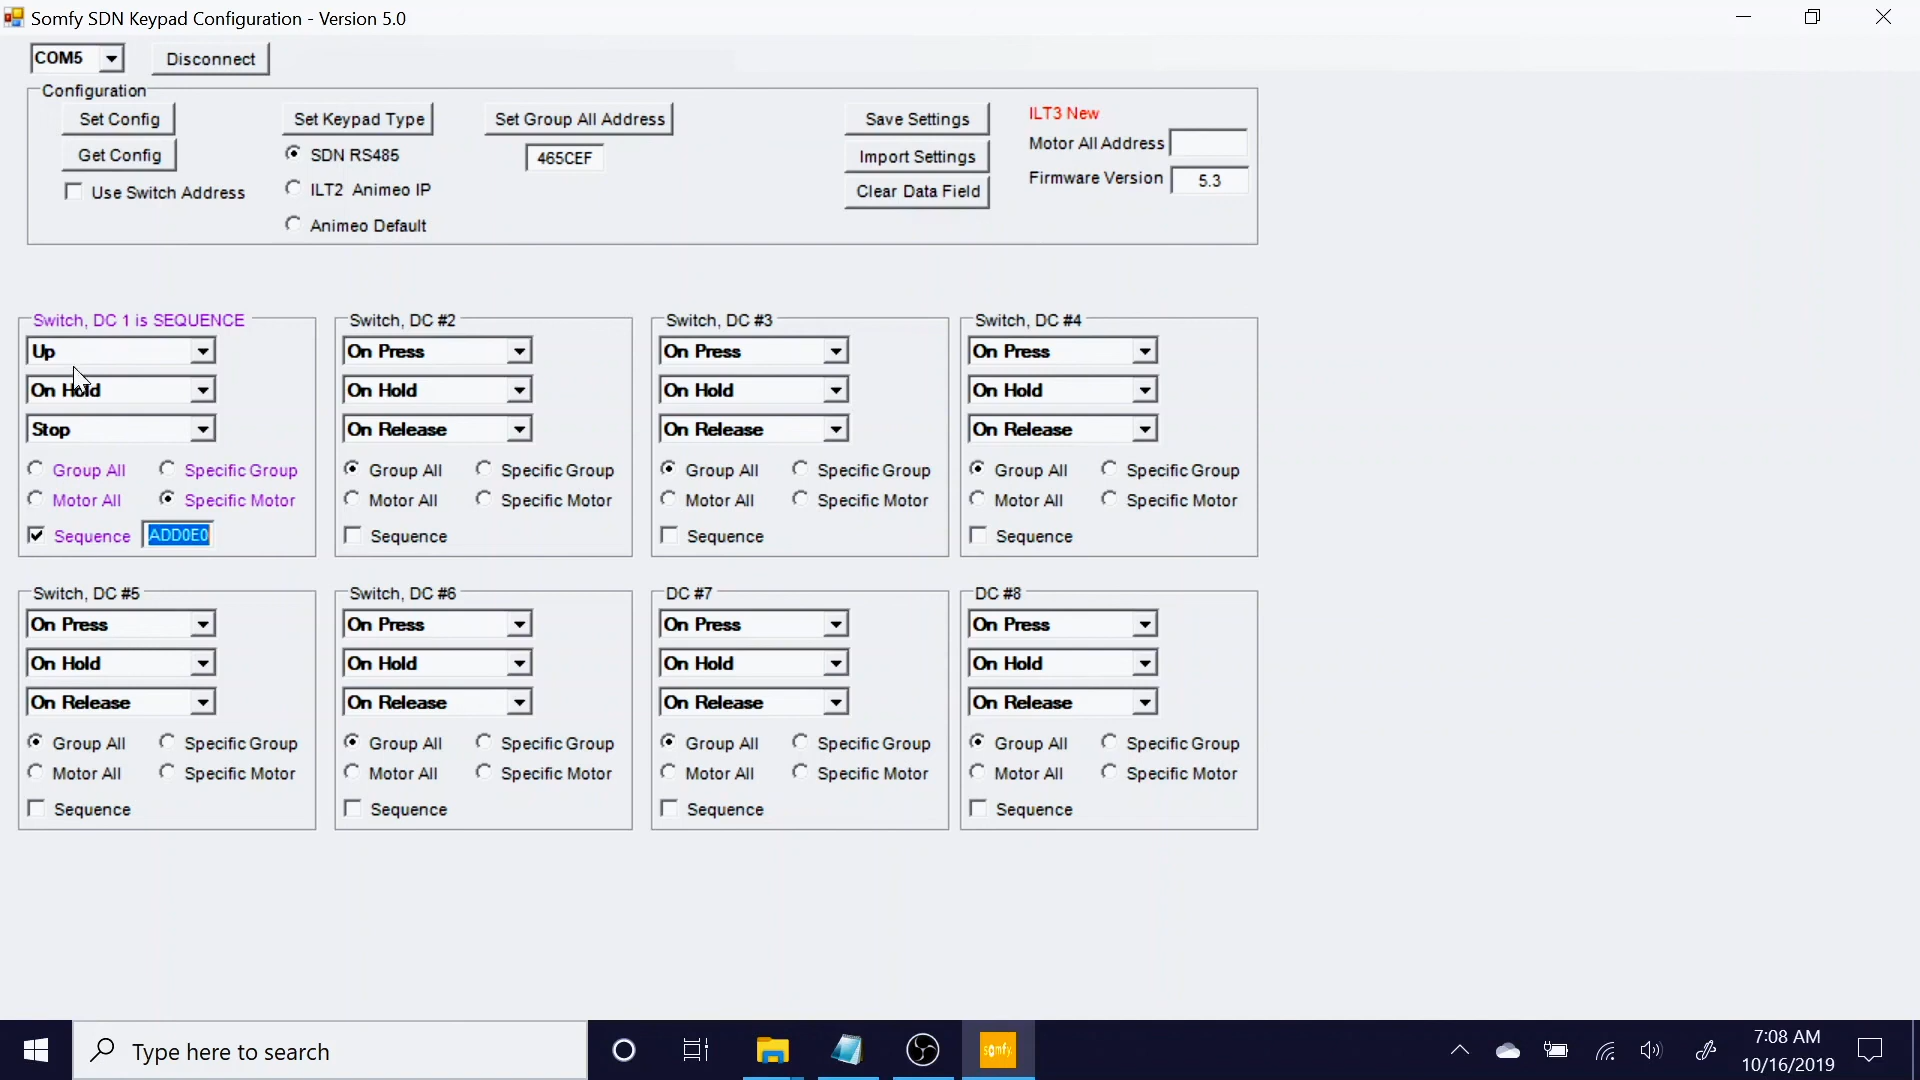 Somfy SDN Keypad Configuration - Version 5.0
COM5 Disconnect
Configuration
Set Config Set Keypad Type Set Group All Address Save Settings ILT3 New
Get Config SDN RS485 465CEF Import Settings Motor All Address
Use Switch Address ILT2 Animeo IP Clear Data Field Firmware Version 5.3
Animeo Default
Switch, DC 1 is SEQUENCE Switch, DC #2 Switch, DC #3 Switch, DC #4
Up On Press On Press On Press
On Hold On Hold On Hold On Hold
Stop On Release On Release On Release
Group All Specific Group Group All Specific Group Group All Specific Group Group All Specific Group
Motor All Specific Motor Motor All Specific Motor Motor All Specific Motor Motor All Specific Motor
Sequence ADD0E0 Sequence Sequence Sequence
Switch, DC #5 Switch, DC #6 DC #7 DC #8
On Press On Press On Press On Press
On Hold On Hold On Hold On Hold
On Release On Release On Release On Release
Group All Specific Group Group All Specific Group Group All Specific Group Group All Specific Group
Motor All Specific Motor Motor All Specific Motor Motor All Specific Motor Motor All Specific Motor
Sequence Sequence Sequence Sequence
Type here to search somfy. 7:08 AM
10/16/2019